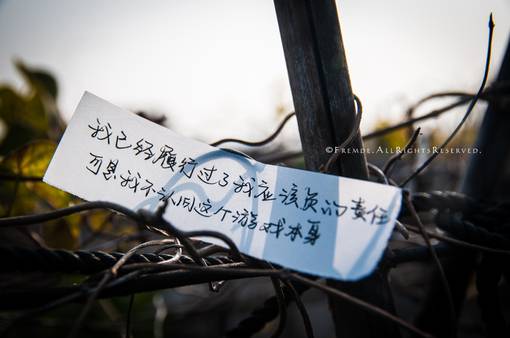 我已经履行过了我应该负的责任
可是我不认同这个游戏本身
©FREMDE.ALLRIGHTSRESERVED.